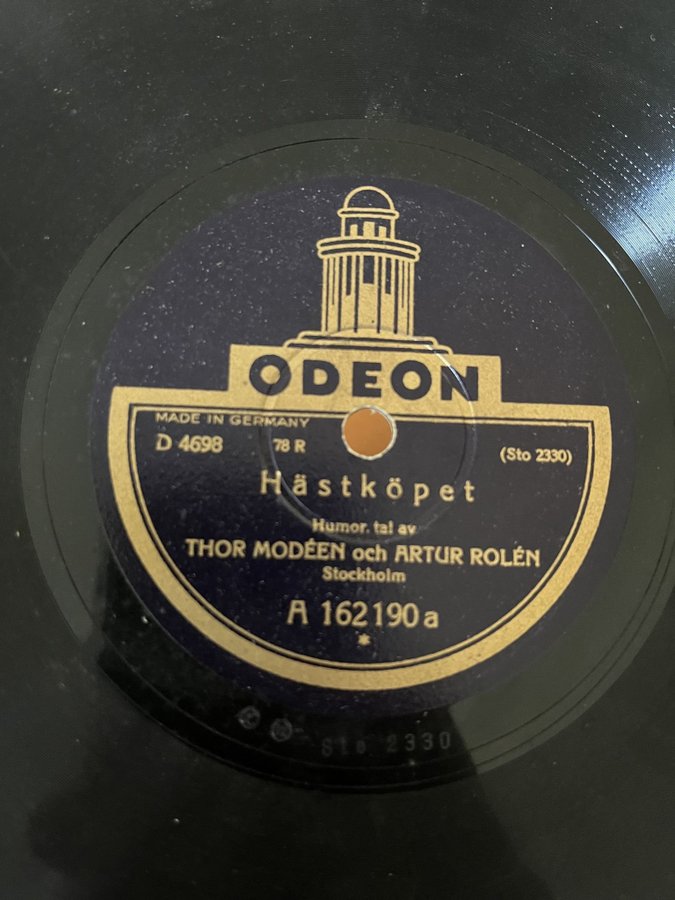 ODEON
MADE IN GERMANY
D 4698 78 R (Sto 2330)
Hästköpet
Humor. tal av
THOR MODÉEN och ARTUR ROLÉN
Stockholm
A 162190a
*
Sto 2330